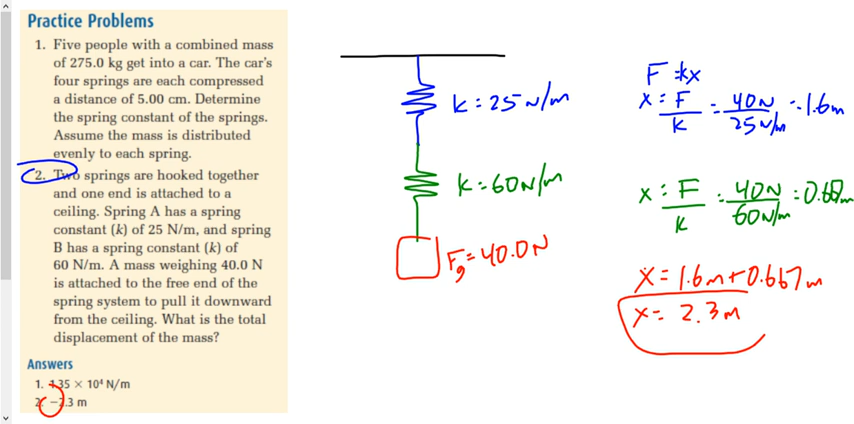 Practice Problems
1. Five people with a combined mass
of 275.0 kg get into a car. The car's
four springs are each compressed
a distance of 5.00 cm. Determine
the spring constant of the springs.
Assume the mass is distributed
evenly to each spring.
2. Two springs are hooked together
and one end is attached to a
ceiling. Spring A has a spring
constant (k) of 25 N/m, and spring
B has a spring constant (k) of
60 N/m. A mass weighing 40.0 N
is attached to the free end of the
spring system to pull it downward
from the ceiling. What is the total
displacement of the mass?
Answers
1. 1.35 × 10⁴ N/m
2. −2.3 m
k = 25 N/m
k = 60 N/m
Fg = 40.0 N
F = kx
x = F = 40N = 1.6m
k 25 N/m
x = F = 40N = 0.667m
k 60 N/m
x = 1.6m + 0.667m
x = 2.3 m